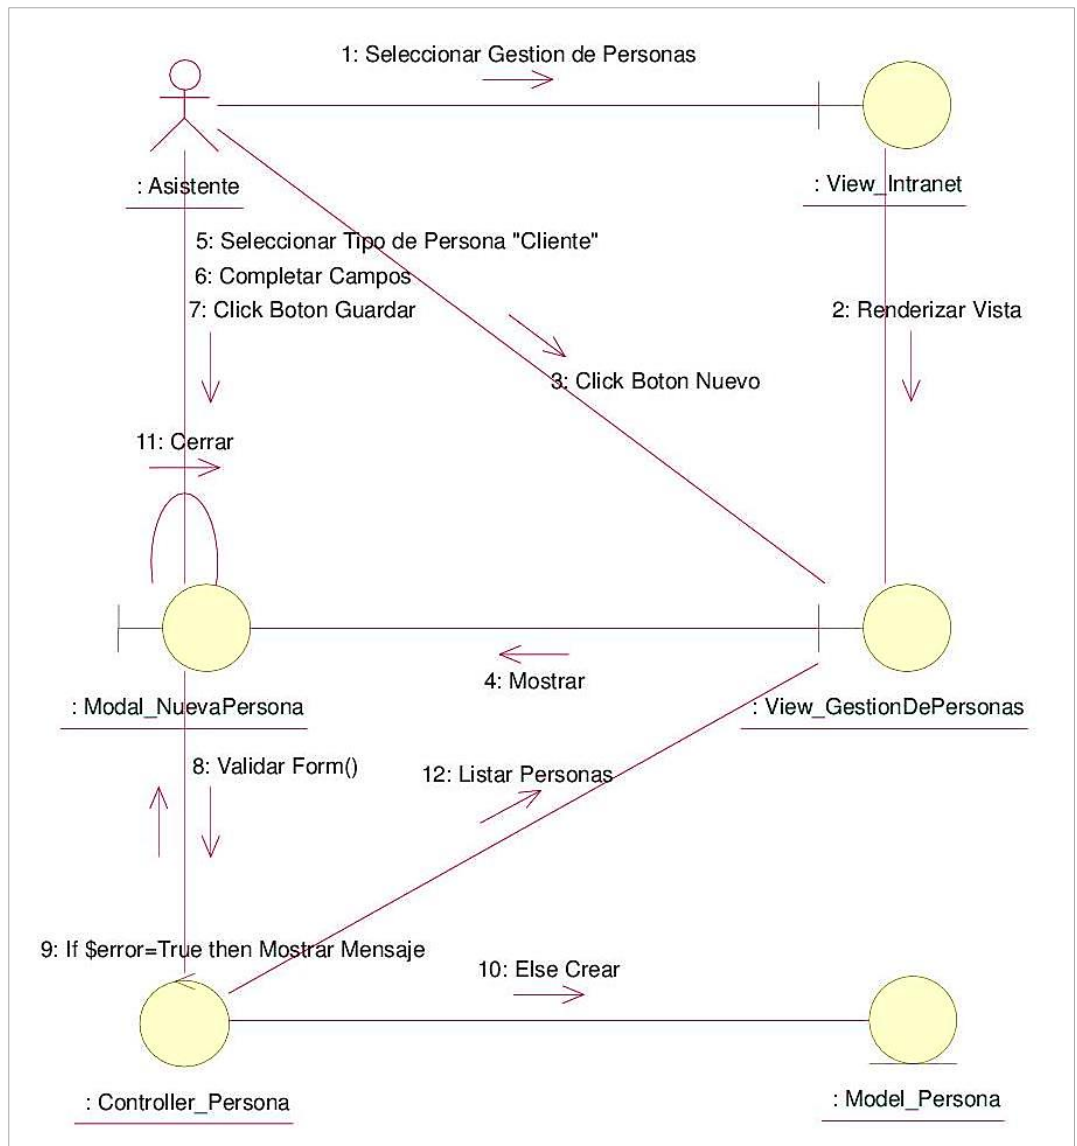 1: Seleccionar Gestion de Personas
: Asistente
: View_Intranet
5: Seleccionar Tipo de Persona "Cliente"
6: Completar Campos
7: Click Boton Guardar
2: Renderizar Vista
3: Click Boton Nuevo
11: Cerrar
4: Mostrar
: Modal_NuevaPersona
: View_GestionDePersonas
8: Validar Form()
12: Listar Personas
9: If $error=True then Mostrar Mensaje
10: Else Crear
: Controller_Persona
: Model_Persona